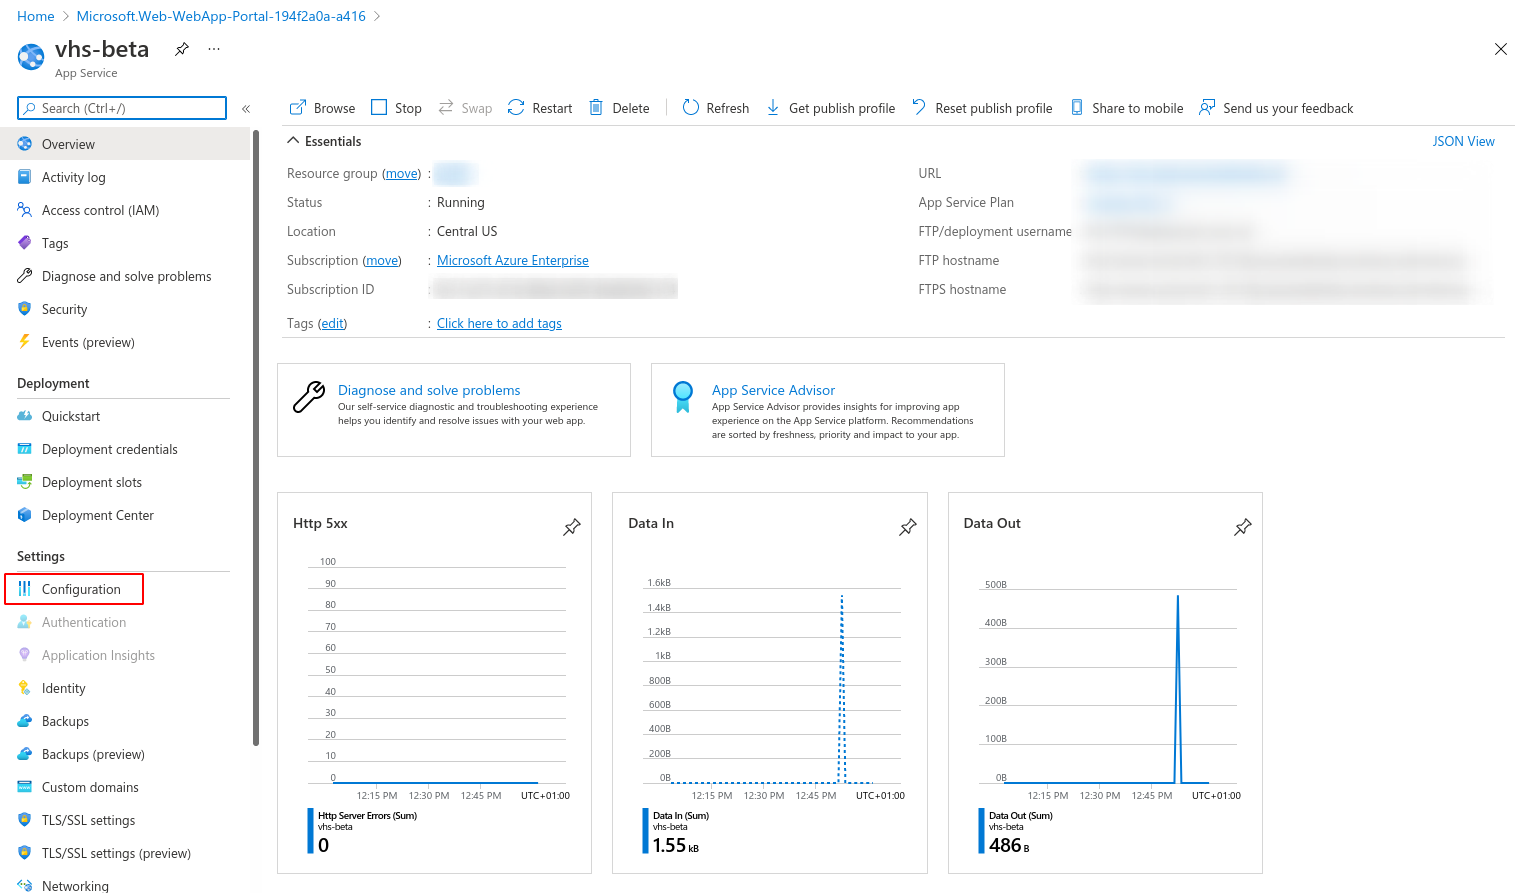 Home > Microsoft.Web-WebApp-Portal-194f2a0a-a416 >
vhs-beta
...
App Service
Search (Ctrl+/)
«
Overview
Activity log
Access control (IAM)
Tags
Diagnose and solve problems
Security
Events (preview)
Deployment
Quickstart
Deployment credentials
Deployment slots
Deployment Center
Settings
Configuration
Authentication
Application Insights
Identity
Backups
Backups (preview)
Custom domains
TLS/SSL settings
TLS/SSL settings (preview)
Networking
Browse Stop Swap Restart Delete Refresh Get publish profile Reset publish profile Share to mobile Send us your feedback
Essentials
JSON View
Resource group (move) :
Status : Running
Location : Central US
Subscription (move) : Microsoft Azure Enterprise
Subscription ID :
Tags (edit) : Click here to add tags
URL
App Service Plan
FTP/deployment username
FTP hostname
FTPS hostname
Diagnose and solve problems
Our self-service diagnostic and troubleshooting experience
helps you identify and resolve issues with your web app.
App Service Advisor
App Service Advisor provides insights for improving app
experience on the App Service platform. Recommendations
are sorted by freshness, priority and impact to your app.
Http 5xx
100
90
80
70
60
50
40
30
20
10
0
12:15 PM 12:30 PM 12:45 PM UTC+01:00
Http Server Errors (Sum)
vhs-beta
0
Data In
1.6kB
1.4kB
1.2kB
1kB
800B
600B
400B
200B
0B
12:15 PM 12:30 PM 12:45 PM UTC+01:00
Data In (Sum)
vhs-beta
1.55 kB
Data Out
500B
400B
300B
200B
100B
0B
12:15 PM 12:30 PM 12:45 PM UTC+01:00
Data Out (Sum)
vhs-beta
486 B